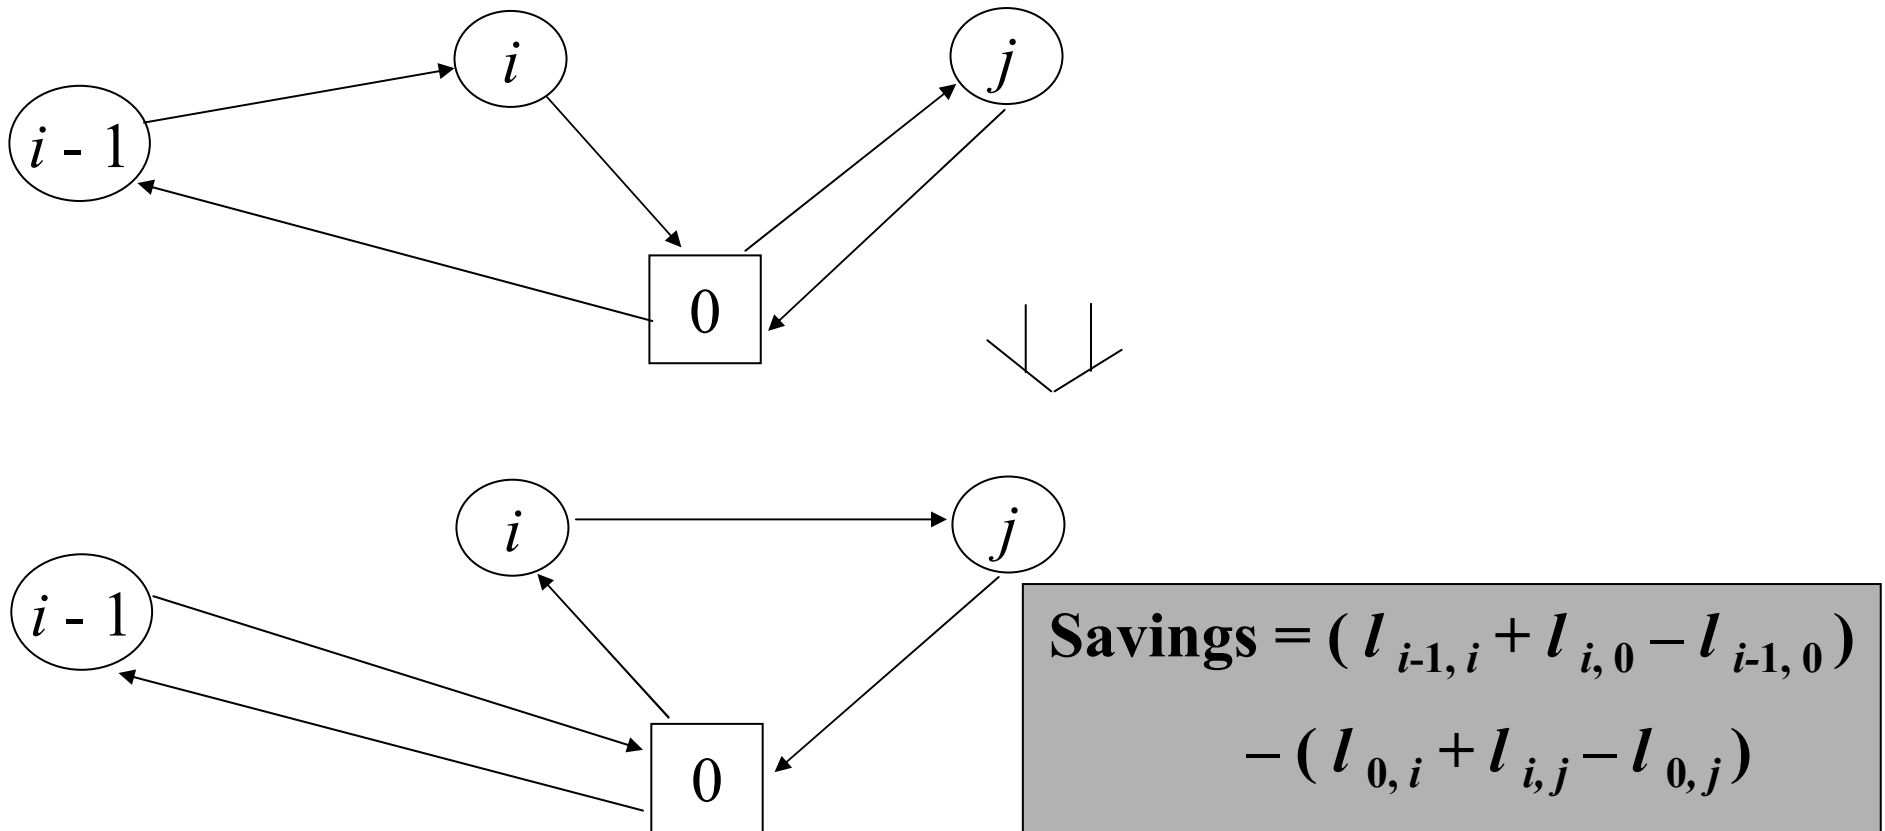 i
j
i - 1
0
i
j
i - 1
0
Savings = ( l i-1, i + l i, 0 – l i-1, 0 )
– ( l 0, i + l i, j – l 0, j )